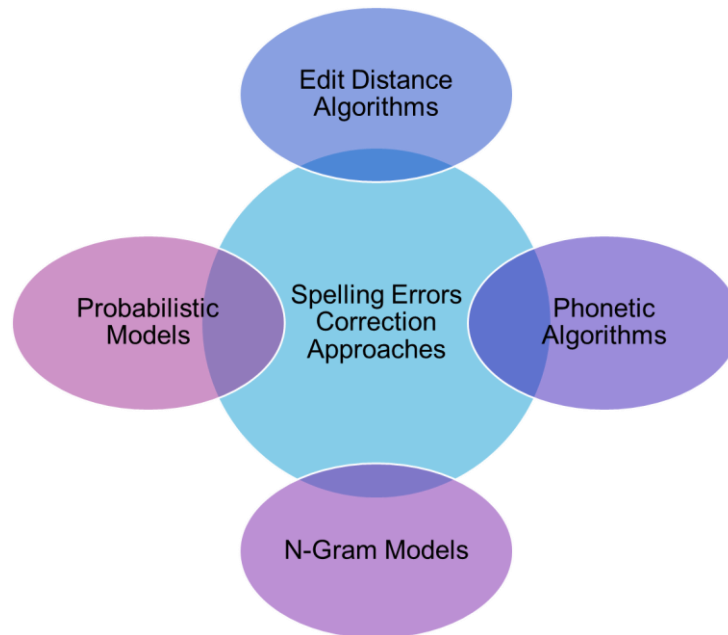 Edit Distance
Algorithms
Probabilistic
Models
Spelling Errors
Correction
Approaches
Phonetic
Algorithms
N-Gram Models